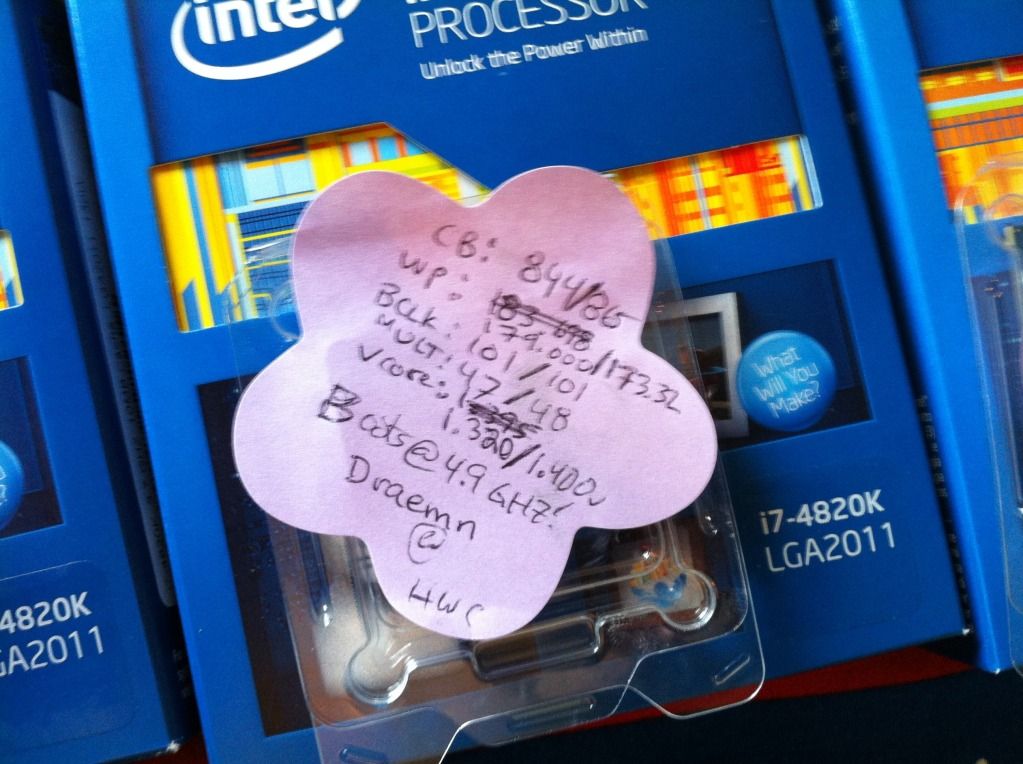 intel
PROCESSOR
Unlock the Power Within
CB: 844/86
WP: 179.000/173.32
BCLK: 101/101
MULT: 47/48
Vcore: 1.320/1.400v
Boots@4.9GHZ!
Draemn
@
HWC
What
Will You
Make?
i7-4820K
LGA2011
4820K
GA2011